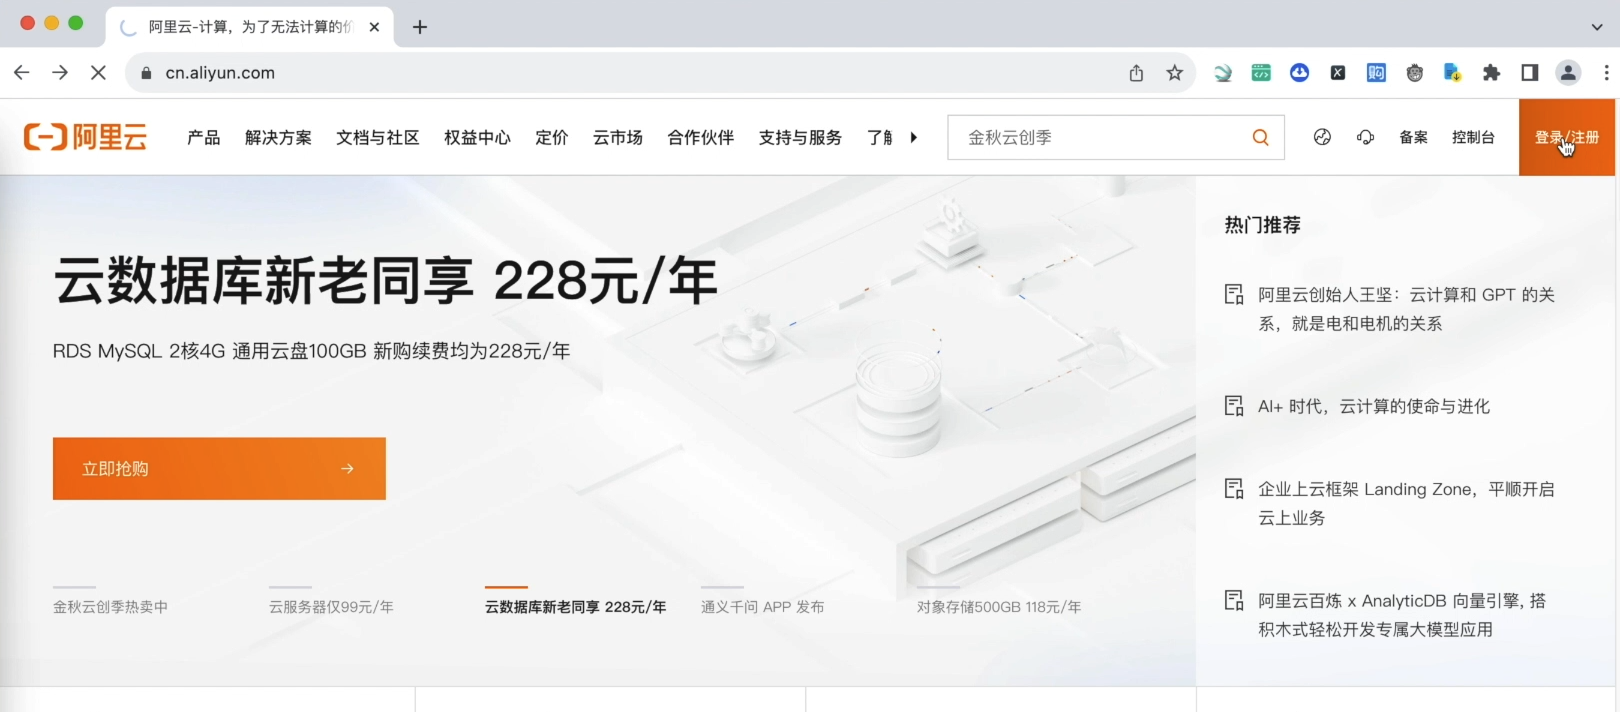 阿里云-计算，为了无法计算的价
cn.aliyun.com
阿里云
产品 解决方案 文档与社区 权益中心 定价 云市场 合作伙伴 支持与服务 了解
金秋云创季
备案 控制台 登录/注册
云数据库新老同享 228元/年
RDS MySQL 2核4G 通用云盘100GB 新购续费均为228元/年
立即抢购
金秋云创季热卖中 云服务器仅99元/年 云数据库新老同享 228元/年 通义千问 APP 发布 对象存储500GB 118元/年
热门推荐
阿里云创始人王坚：云计算和 GPT 的关
系，就是电和电机的关系
AI+ 时代，云计算的使命与进化
企业上云框架 Landing Zone，平顺开启
云上业务
阿里云百炼 x AnalyticDB 向量引擎, 搭
积木式轻松开发专属大模型应用